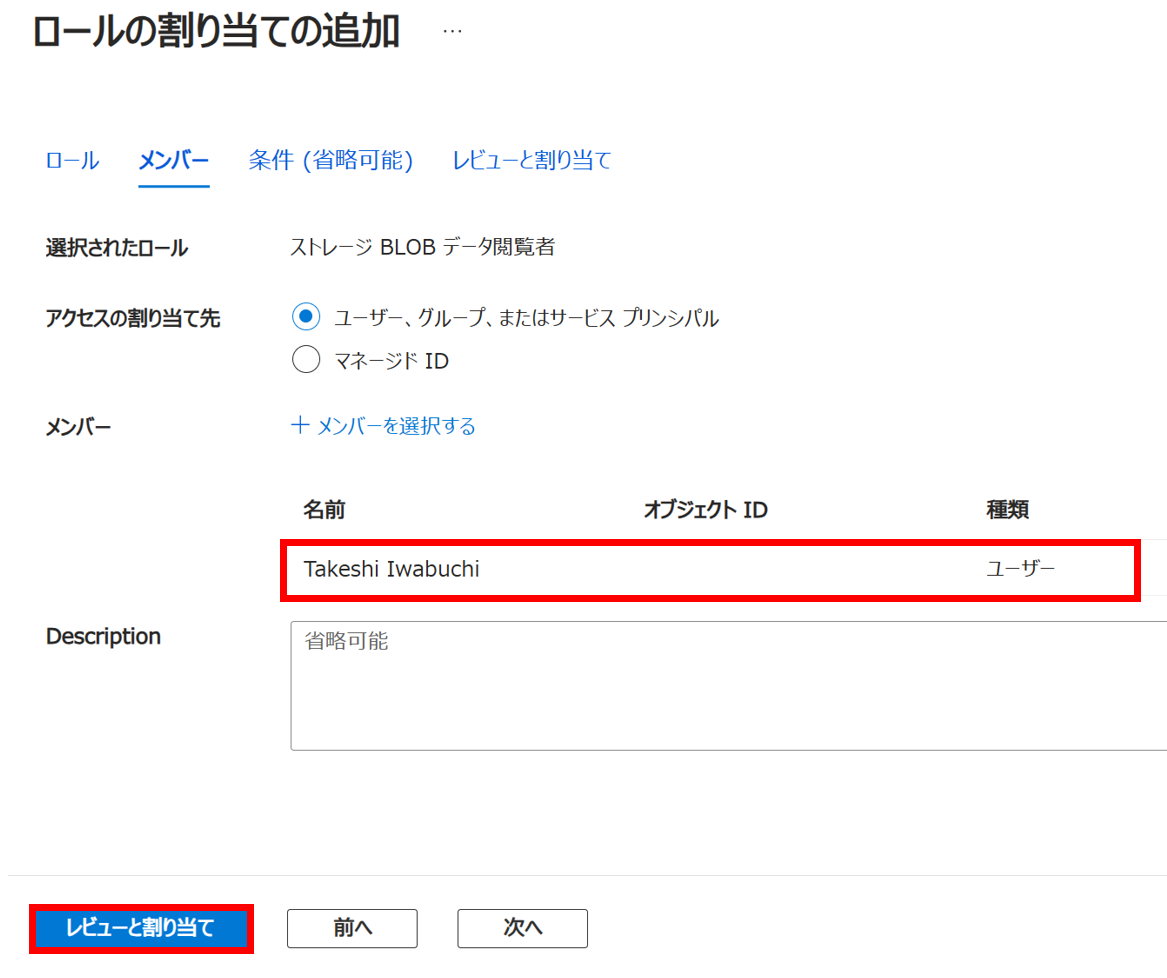 ロールの割り当ての追加 …
ロール メンバー 条件 (省略可能) レビューと割り当て
選択されたロール ストレージ BLOB データ閲覧者
アクセスの割り当て先 ユーザー、グループ、またはサービス プリンシパル
マネージド ID
メンバー ＋ メンバーを選択する
名前 オブジェクト ID 種類
Takeshi Iwabuchi ユーザー
Description 省略可能
レビューと割り当て 前へ 次へ